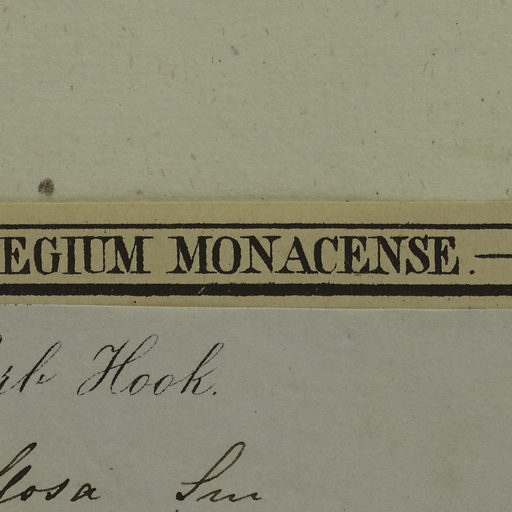 EGIUM MONACENSE. —
rb Hook.
losa Sm